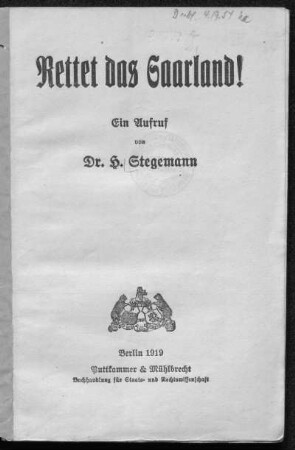 Rettet das Saarland!
Ein Aufruf
von
Dr. H. Stegemann
Berlin 1919
Puttkammer & Mühlbrecht
Buchhandlung für Staats- und Rechtswissenschaft